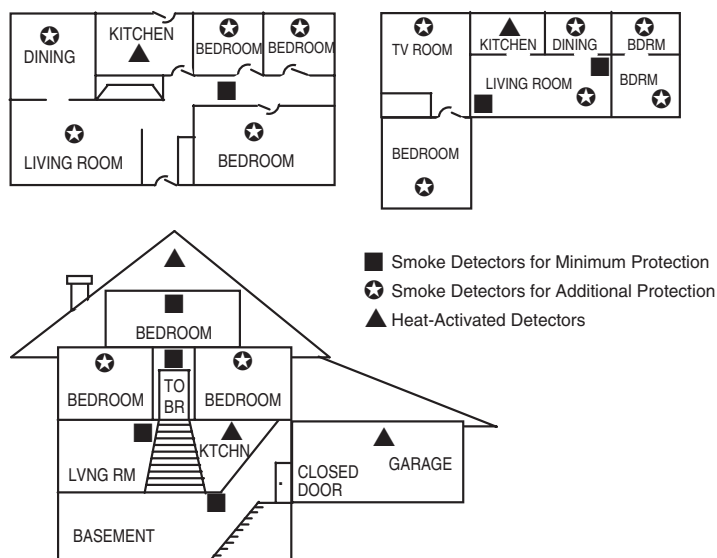 DINING
KITCHEN
BEDROOM
BEDROOM
LIVING ROOM
BEDROOM
TV ROOM
KITCHEN
DINING
BDRM
LIVING ROOM
BDRM
BEDROOM
Smoke Detectors for Minimum Protection
Smoke Detectors for Additional Protection
Heat-Activated Detectors
BEDROOM
BEDROOM
TO
BR
BEDROOM
LVNG RM
KTCHN
CLOSED
DOOR
GARAGE
BASEMENT